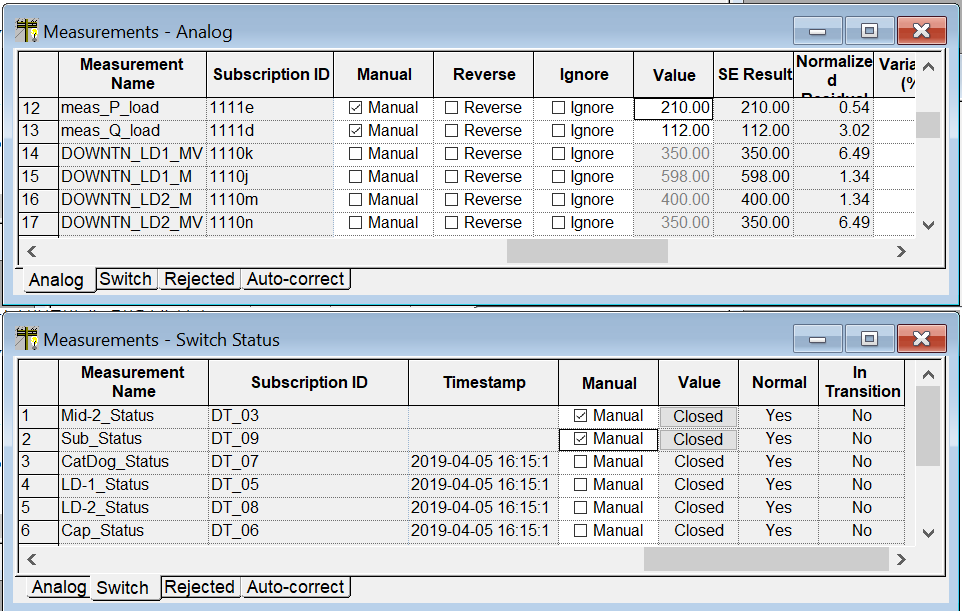 Measurements - Analog
Measurement Name Subscription ID Manual Reverse Ignore Value SE Result Normalized Residual Varia (%
12 meas_P_load 1111e Manual Reverse Ignore 210.00 210.00 0.54
13 meas_Q_load 1111d Manual Reverse Ignore 112.00 112.00 3.02
14 DOWNTN_LD1_MV 1110k Manual Reverse Ignore 350.00 350.00 6.49
15 DOWNTN_LD1_M 1110j Manual Reverse Ignore 598.00 598.00 1.34
16 DOWNTN_LD2_M 1110m Manual Reverse Ignore 400.00 400.00 1.34
17 DOWNTN_LD2_MV 1110n Manual Reverse Ignore 350.00 350.00 6.49
Analog Switch Rejected Auto-correct
Measurements - Switch Status
Measurement Name Subscription ID Timestamp Manual Value Normal In Transition
1 Mid-2_Status DT_03 Manual Closed Yes No
2 Sub_Status DT_09 Manual Closed Yes No
3 CatDog_Status DT_07 2019-04-05 16:15:1 Manual Closed Yes No
4 LD-1_Status DT_05 2019-04-05 16:15:1 Manual Closed Yes No
5 LD-2_Status DT_08 2019-04-05 16:15:1 Manual Closed Yes No
6 Cap_Status DT_06 2019-04-05 16:15:1 Manual Closed Yes No
Analog Switch Rejected Auto-correct